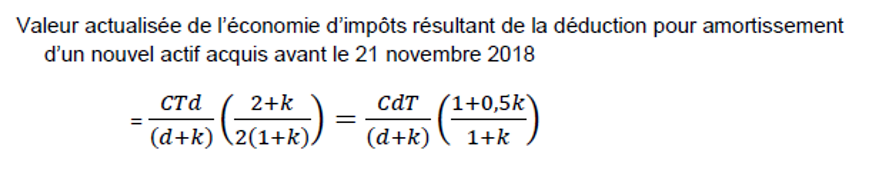 Valeur actualisée de l'économie d'impôts résultant de la déduction pour amortissement
d'un nouvel actif acquis avant le 21 novembre 2018
= CTd/(d+k) (2+k/2(1+k)) = CdT/(d+k) (1+0,5k/1+k)